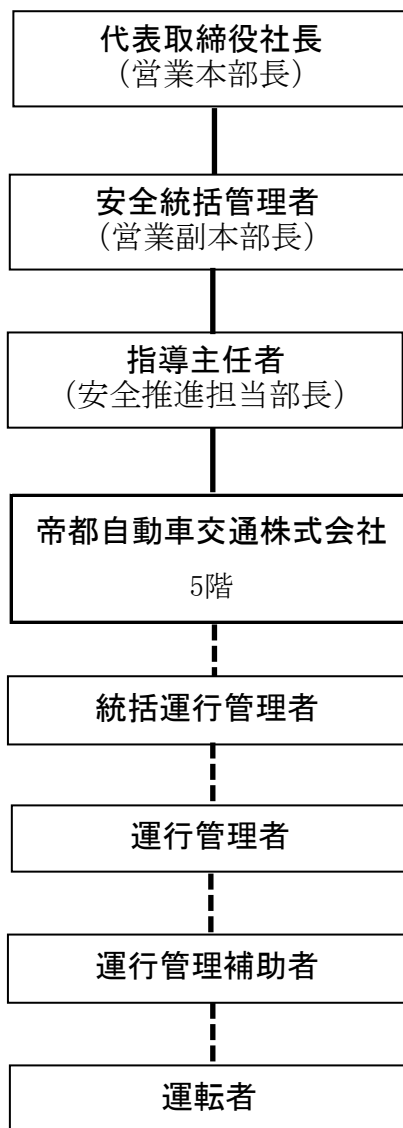 代表取締役社長
（営業本部長）
安全統括管理者
（営業副本部長）
指導主任者
（安全推進担当部長）
帝都自動車交通株式会社
5階
統括運行管理者
運行管理者
運行管理補助者
運転者